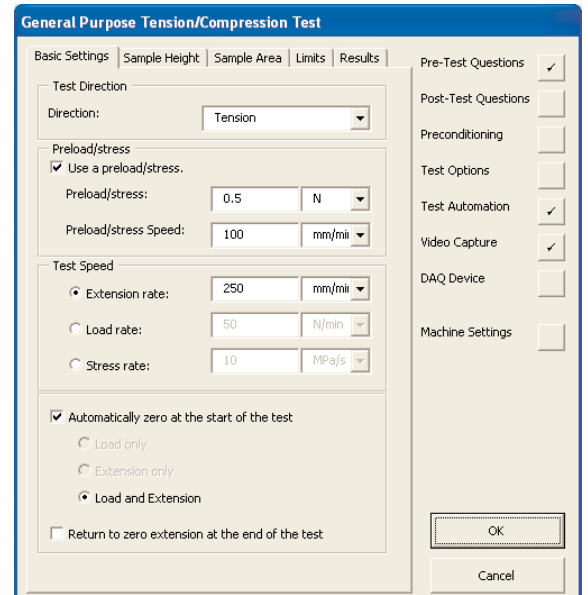 General Purpose Tension/Compression Test
Basic Settings Sample Height Sample Area Limits Results
Test Direction
Direction: Tension
Preload/stress
Use a preload/stress.
Preload/stress: 0.5 N
Preload/stress Speed: 100 mm/min
Test Speed
Extension rate: 250 mm/min
Load rate: 50 N/min
Stress rate: 10 MPa/s
Automatically zero at the start of the test
Load only
Extension only
Load and Extension
Return to zero extension at the end of the test
Pre-Test Questions
Post-Test Questions
Preconditioning
Test Options
Test Automation
Video Capture
DAQ Device
Machine Settings
OK
Cancel